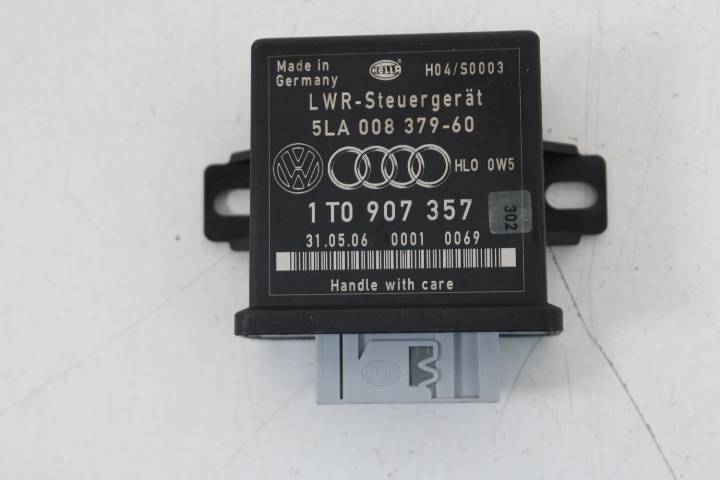 Made in
Germany
HELLA
H04/S0003
LWR-Steuergerät
5LA 008 379-60
HLO 0W5
1T0 907 357
302
31.05.06 0001 0069
Handle with care